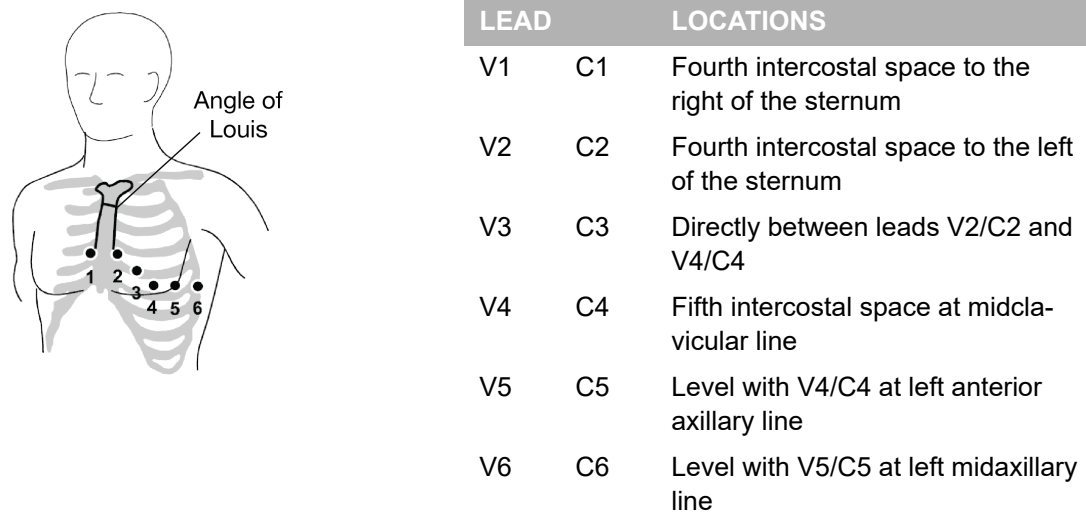 Angle of
Louis
1
2
3
4
5
6
LEAD LOCATIONS
V1 C1 Fourth intercostal space to the
right of the sternum
V2 C2 Fourth intercostal space to the left
of the sternum
V3 C3 Directly between leads V2/C2 and
V4/C4
V4 C4 Fifth intercostal space at midcla-
vicular line
V5 C5 Level with V4/C4 at left anterior
axillary line
V6 C6 Level with V5/C5 at left midaxillary
line